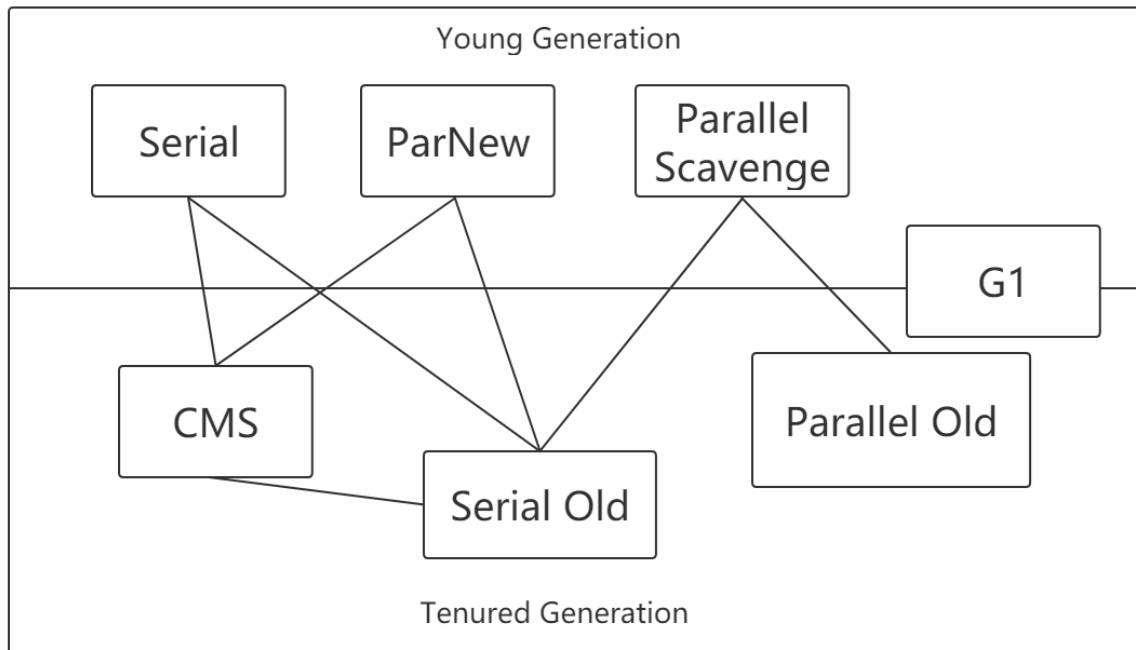 Young Generation
Serial
ParNew
Parallel
Scavenge
G1
CMS
Parallel Old
Serial Old
Tenured Generation